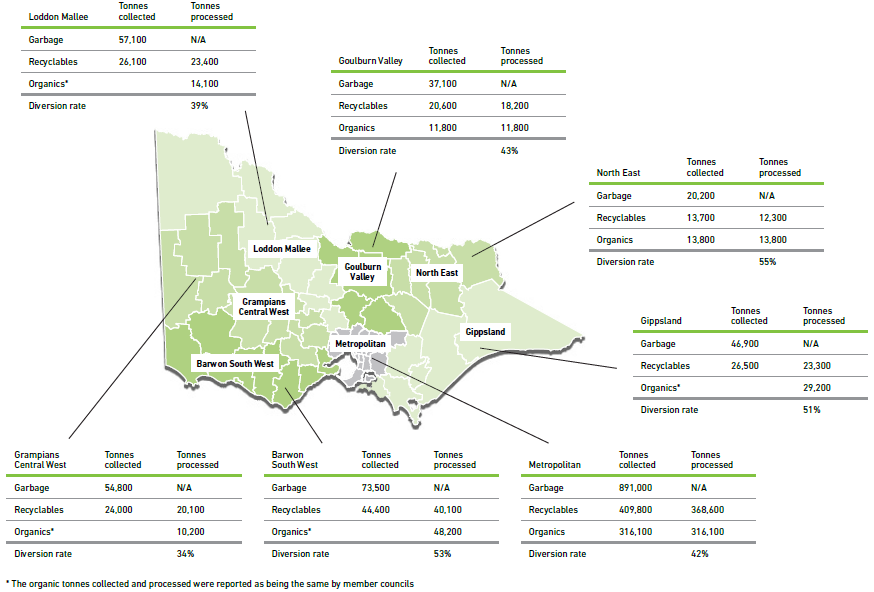 Loddon Mallee Tonnes collected Tonnes processed
Garbage 57,100 N/A
Recyclables 26,100 23,400
Organics* 14,100
Diversion rate 39%
Goulburn Valley Tonnes collected Tonnes processed
Garbage 37,100 N/A
Recyclables 20,600 18,200
Organics 11,800 11,800
Diversion rate 43%
North East Tonnes collected Tonnes processed
Garbage 20,200 N/A
Recyclables 13,700 12,300
Organics 13,800 13,800
Diversion rate 55%
Loddon Mallee
Goulburn Valley
North East
Grampians Central West
Gippsland
Metropolitan
Barwon South West
Gippsland Tonnes collected Tonnes processed
Garbage 46,900 N/A
Recyclables 26,500 23,300
Organics* 29,200
Diversion rate 51%
Grampians Central West Tonnes collected Tonnes processed
Garbage 54,800 N/A
Recyclables 24,000 20,100
Organics* 10,200
Diversion rate 34%
Barwon South West Tonnes collected Tonnes processed
Garbage 73,500 N/A
Recyclables 44,400 40,100
Organics* 48,200
Diversion rate 53%
Metropolitan Tonnes collected Tonnes processed
Garbage 891,000 N/A
Recyclables 409,800 368,600
Organics 316,100 316,100
Diversion rate 42%
* The organic tonnes collected and processed were reported as being the same by member councils